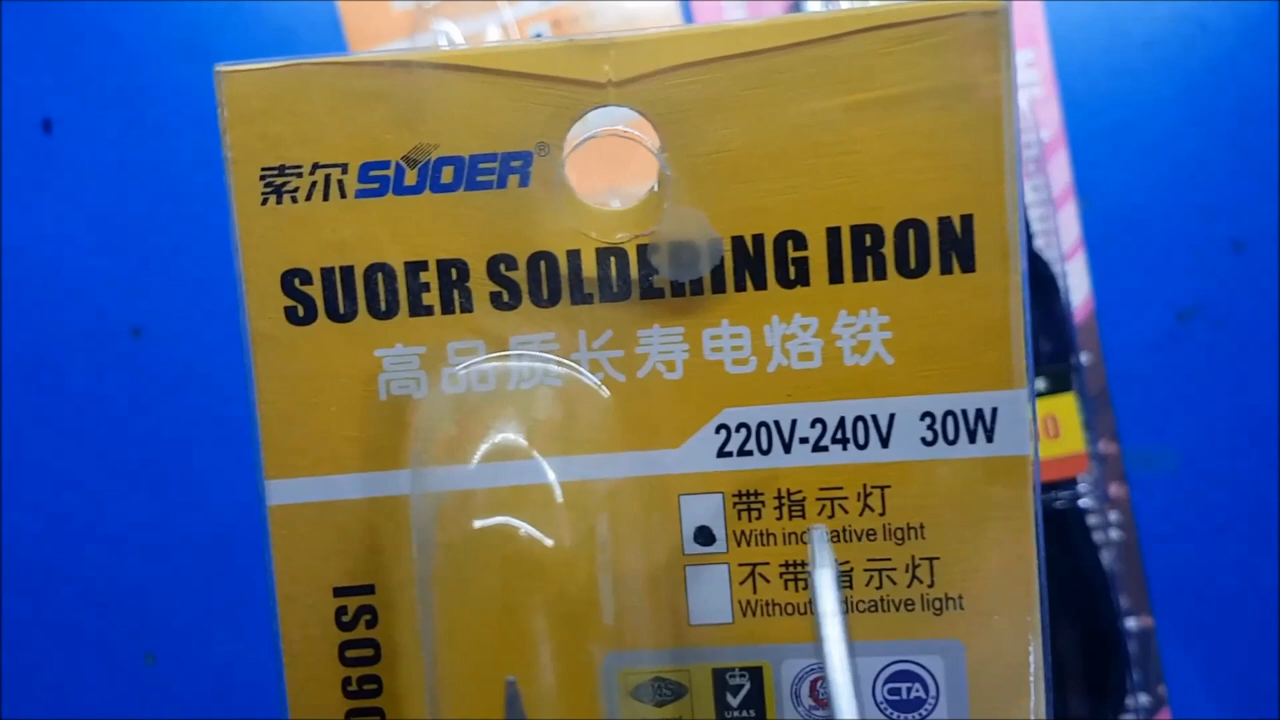 索尔 SUOER®
SUOER SOLDERING IRON
高品质长寿电烙铁
220V-240V 30W
带指示灯
With indicative light
不带指示灯
Without indicative light
UKAS
CTA